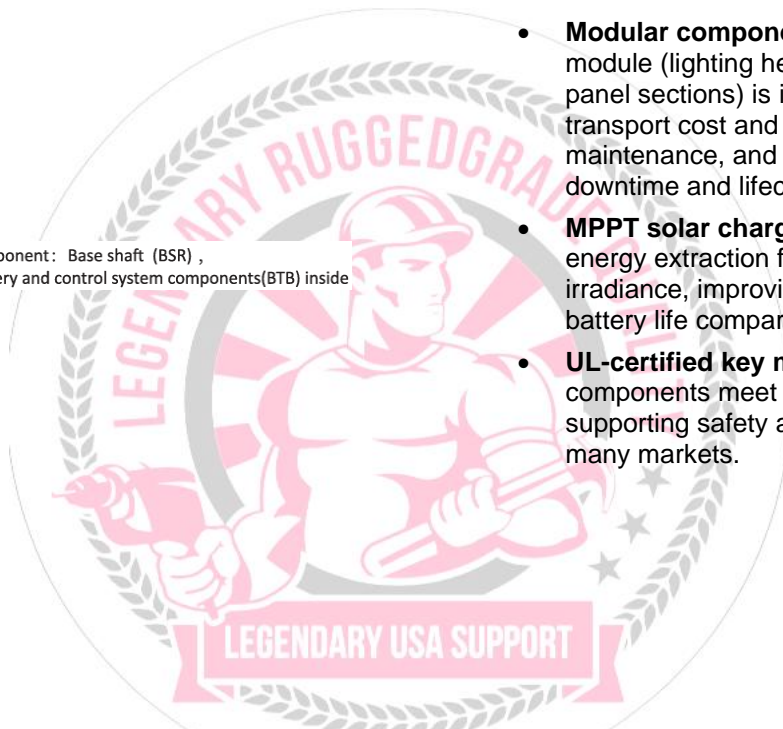 Modular compone
module (lighting he
panel sections) is i
transport cost and
maintenance, and
downtime and lifec
MPPT solar charg
energy extraction f
irradiance, improvi
battery life compar
UL-certified key m
components meet
supporting safety a
many markets.
ponent: Base shaft (BSR) ,
ery and control system components(BTB) inside
LEGENDARY RUGGEDGRADE QUALITY
LEGENDARY USA SUPPORT